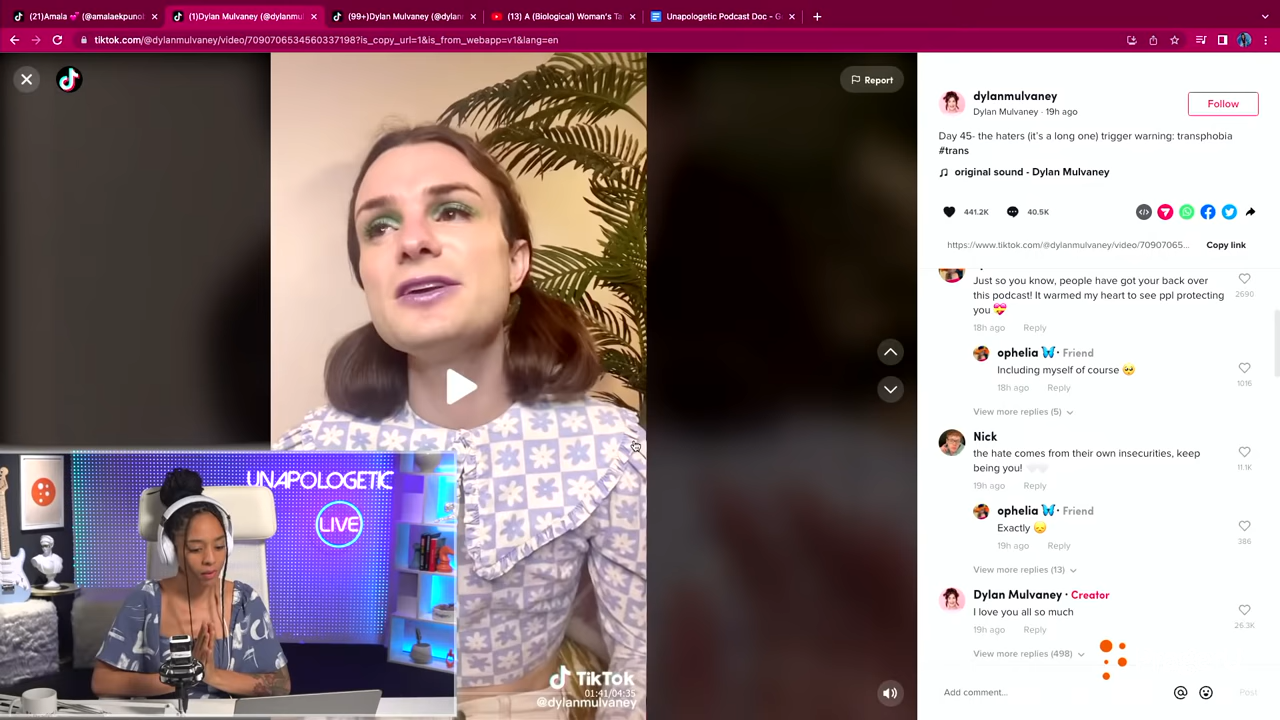 (21)Amala 💕 (@amalaekpunol
(1)Dylan Mulvaney (@dylanmul
(99+)Dylan Mulvaney (@dylan
(13) A (Biological) Woman's Ta
Unapologetic Podcast Doc - G
tiktok.com/@dylanmulvaney/video/7090706534560337198?is_copy_url=1&is_from_webapp=v1&lang=en
Report
dylanmulvaney
Dylan Mulvaney · 19h ago
Follow
Day 45- the haters (it's a long one) trigger warning: transphobia
#trans
original sound - Dylan Mulvaney
441.2K
40.5K
https://www.tiktok.com/@dylanmulvaney/video/70907065...
Copy link
Just so you know, people have got your back over
this podcast! It warmed my heart to see ppl protecting
you 💝
2690
18h ago Reply
ophelia 🦋 · Friend
Including myself of course 🥺
1016
18h ago Reply
View more replies (5)
Nick
the hate comes from their own insecurities, keep
being you! 🤍🤍
11.1K
19h ago Reply
ophelia 🦋 · Friend
Exactly 😞
386
19h ago Reply
View more replies (13)
Dylan Mulvaney · Creator
I love you all so much
26.3K
19h ago Reply
View more replies (498)
Add comment...
Post
UNAPOLOGETIC
LIVE
TikTok
01:41/04:35
@dylanmulvaney